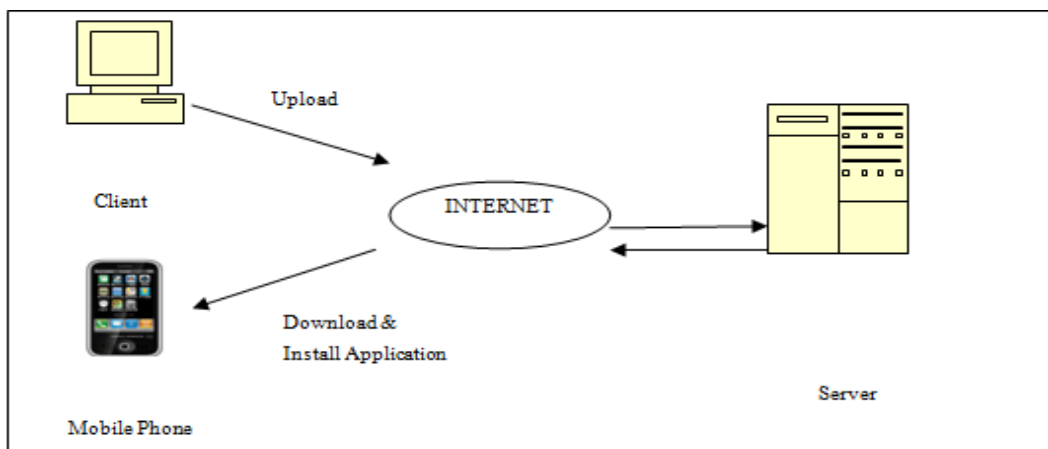 Upload
Client
INTERNET
Download &
Install Application
Server
Mobile Phone